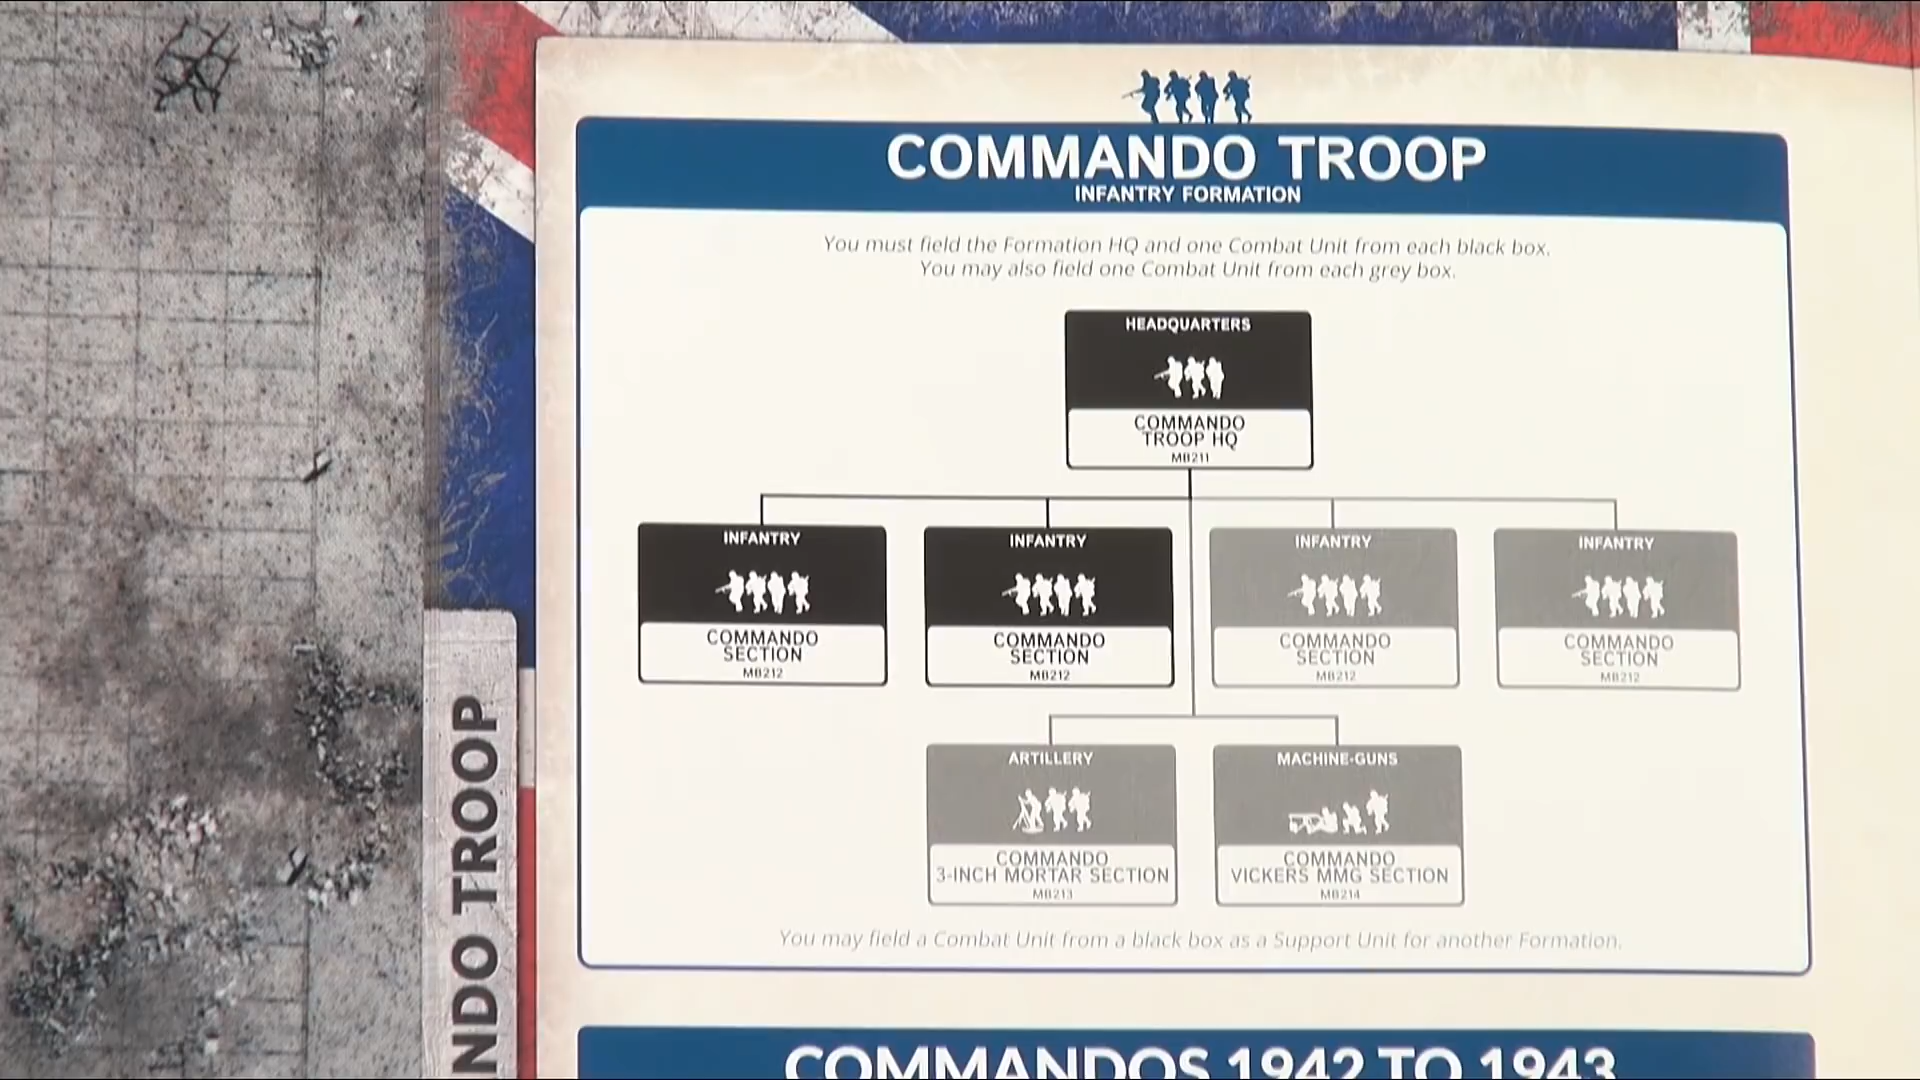 COMMANDO TROOP
INFANTRY FORMATION
You must field the Formation HQ and one Combat Unit from each black box.
You may also field one Combat Unit from each grey box.
HEADQUARTERS
COMMANDO
TROOP HQ
MB211
INFANTRY
COMMANDO
SECTION
MB212
INFANTRY
COMMANDO
SECTION
MB212
INFANTRY
COMMANDO
SECTION
MB212
INFANTRY
COMMANDO
SECTION
MB212
ARTILLERY
COMMANDO
3-INCH MORTAR SECTION
MB213
MACHINE-GUNS
COMMANDO
VICKERS MMG SECTION
MB214
You may field a Combat Unit from a black box as a Support Unit for another Formation.
NDO TROOP
COMMANDOS 1942 TO 1943